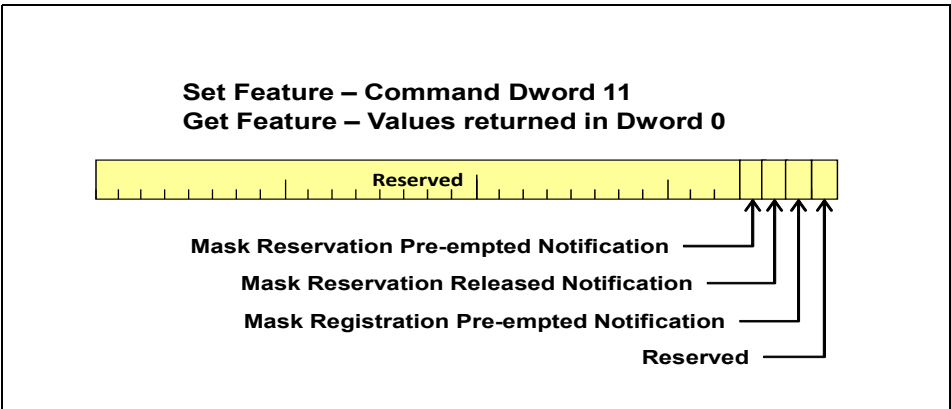 Set Feature – Command Dword 11
Get Feature – Values returned in Dword 0
Reserved
Mask Reservation Pre-empted Notification
Mask Reservation Released Notification
Mask Registration Pre-empted Notification
Reserved